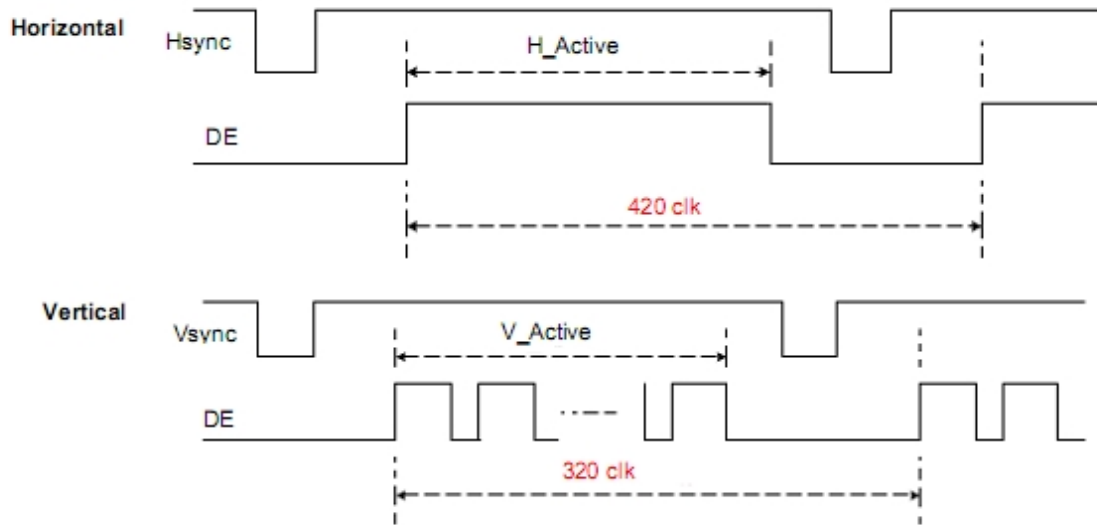 Horizontal
Hsync
H_Active
DE
420 clk
Vertical
Vsync
V_Active
DE
320 clk